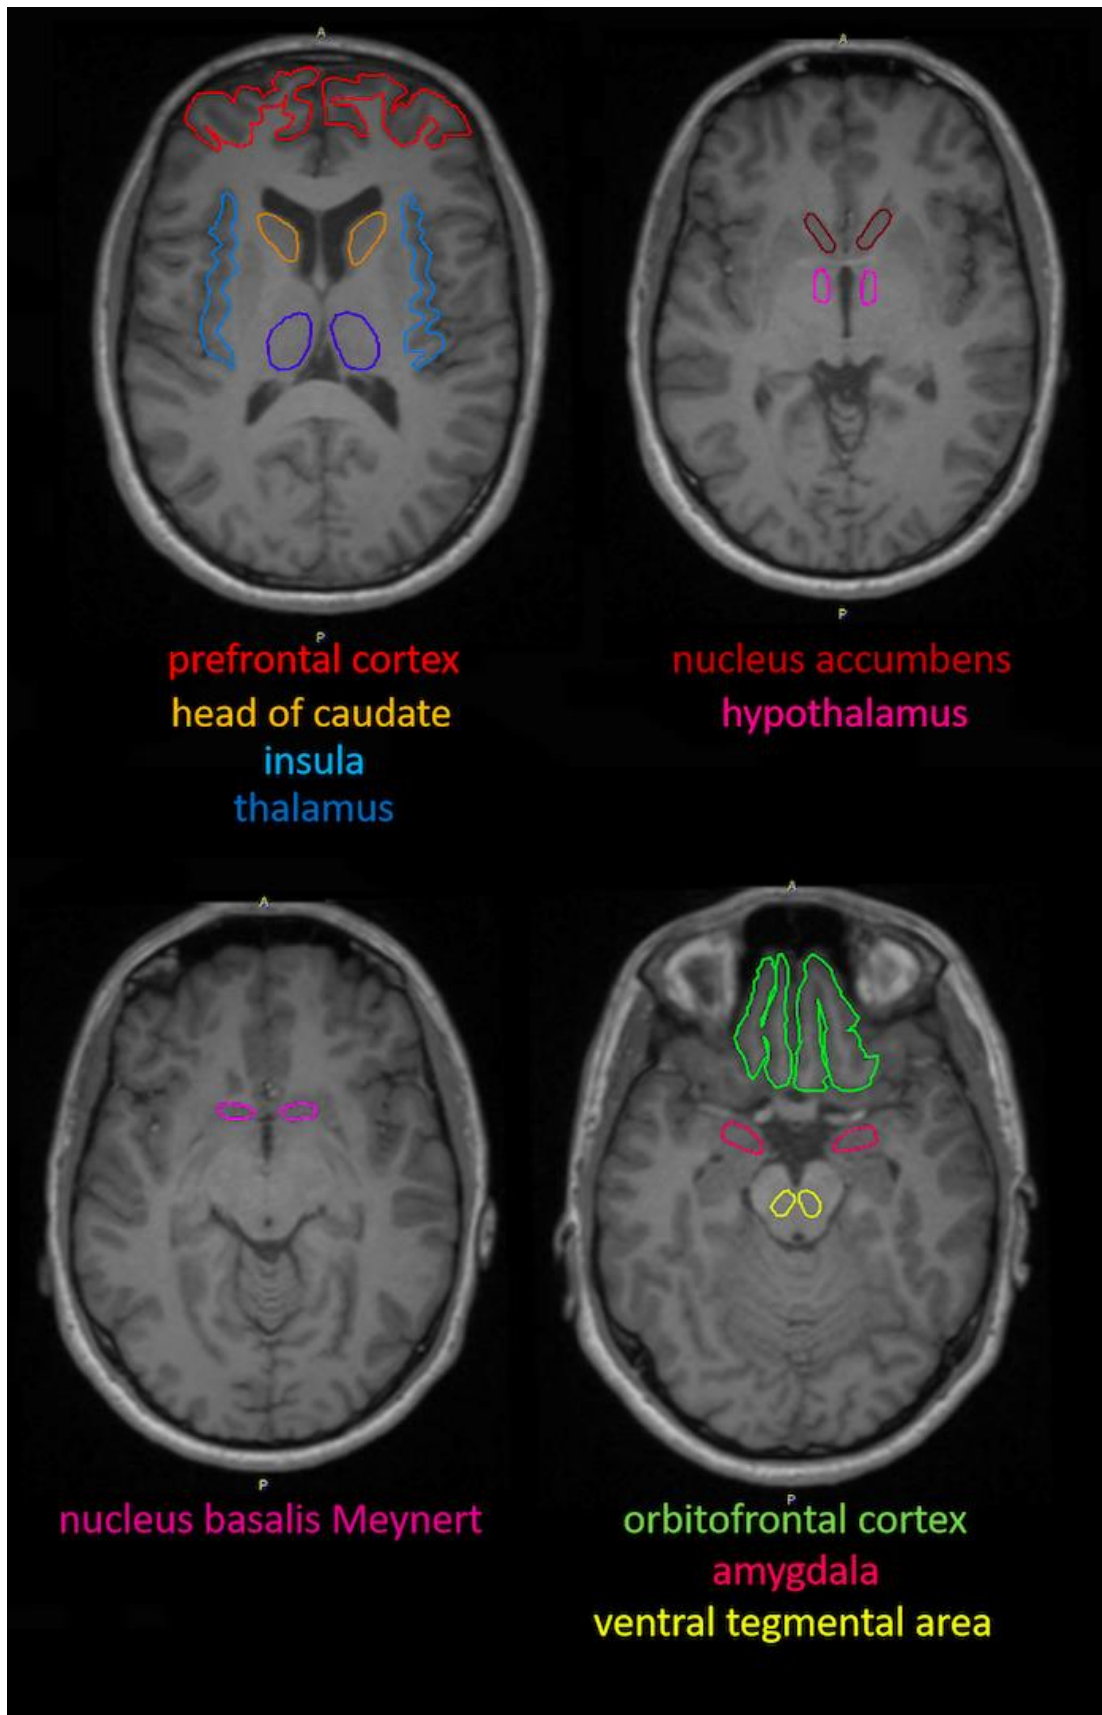 A
A
P
P
prefrontal cortex
head of caudate
insula
thalamus
nucleus accumbens
hypothalamus
A
A
P
P
nucleus basalis Meynert
orbitofrontal cortex
amygdala
ventral tegmental area